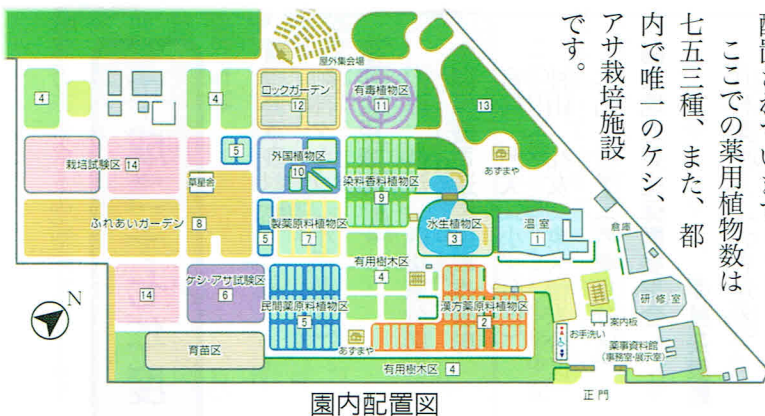 ここでの薬用植物数は
七五三種、また、都
内で唯一のケシ、
アサ栽培施設
です。
屋外集会場
4
4
ロックガーデン
12
有毒植物区
11
13
栽培試験区 14
5
外国植物区
10
染料香料植物区
9
あずまや
草星舎
ふれあいガーデン 8
5
製薬原料植物区
7
水生植物区
3
温室
1
倉庫
有用樹木区
4
N
14
ケシ・アサ試験区
6
民間薬原料植物区
5
漢方薬原料植物区
2
研修室
案内板
お手洗い
育苗区
あずまや
薬事資料館
(事務室・展示室)
有用樹木区 4
正門
園内配置図